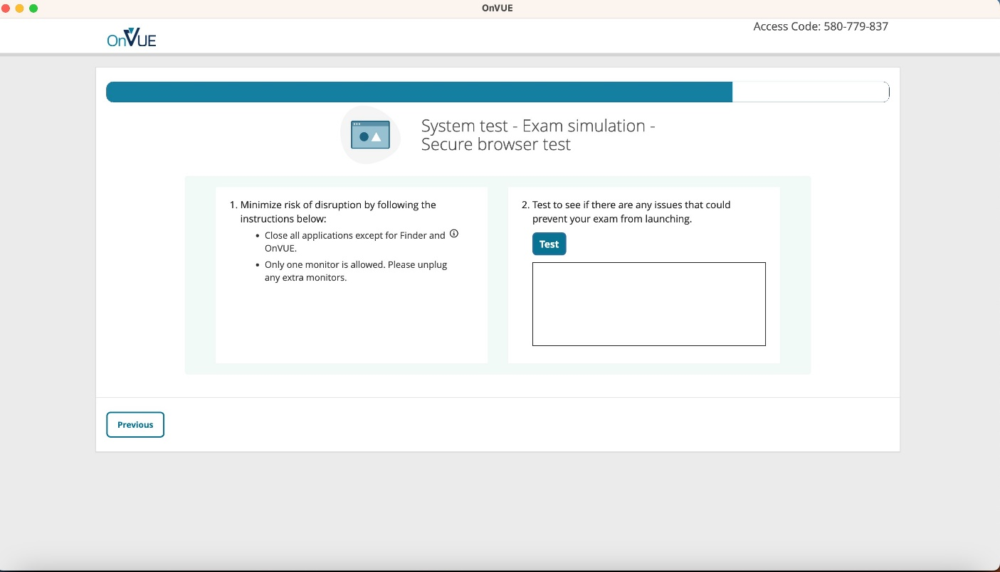 OnVUE
Access Code: 580-779-837
OnVUE
System test - Exam simulation -
Secure browser test
1. Minimize risk of disruption by following the
instructions below:
• Close all applications except for Finder and
OnVUE.
• Only one monitor is allowed. Please unplug
any extra monitors.
2. Test to see if there are any issues that could
prevent your exam from launching.
Test
Previous